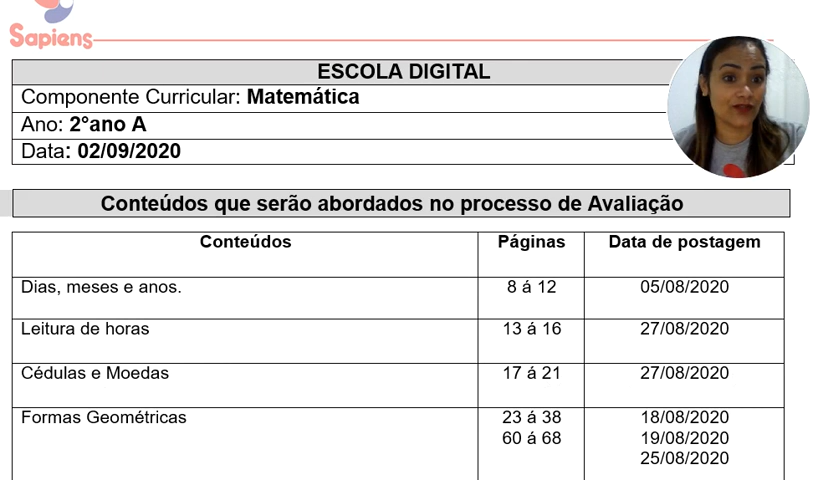 Sapiens
ESCOLA DIGITAL
Componente Curricular: Matemática
Ano: 2°ano A
Data: 02/09/2020
Conteúdos que serão abordados no processo de Avaliação
Conteúdos Páginas Data de postagem
Dias, meses e anos. 8 á 12 05/08/2020
Leitura de horas 13 á 16 27/08/2020
Cédulas e Moedas 17 á 21 27/08/2020
Formas Geométricas 23 á 38 18/08/2020
60 á 68 19/08/2020
25/08/2020